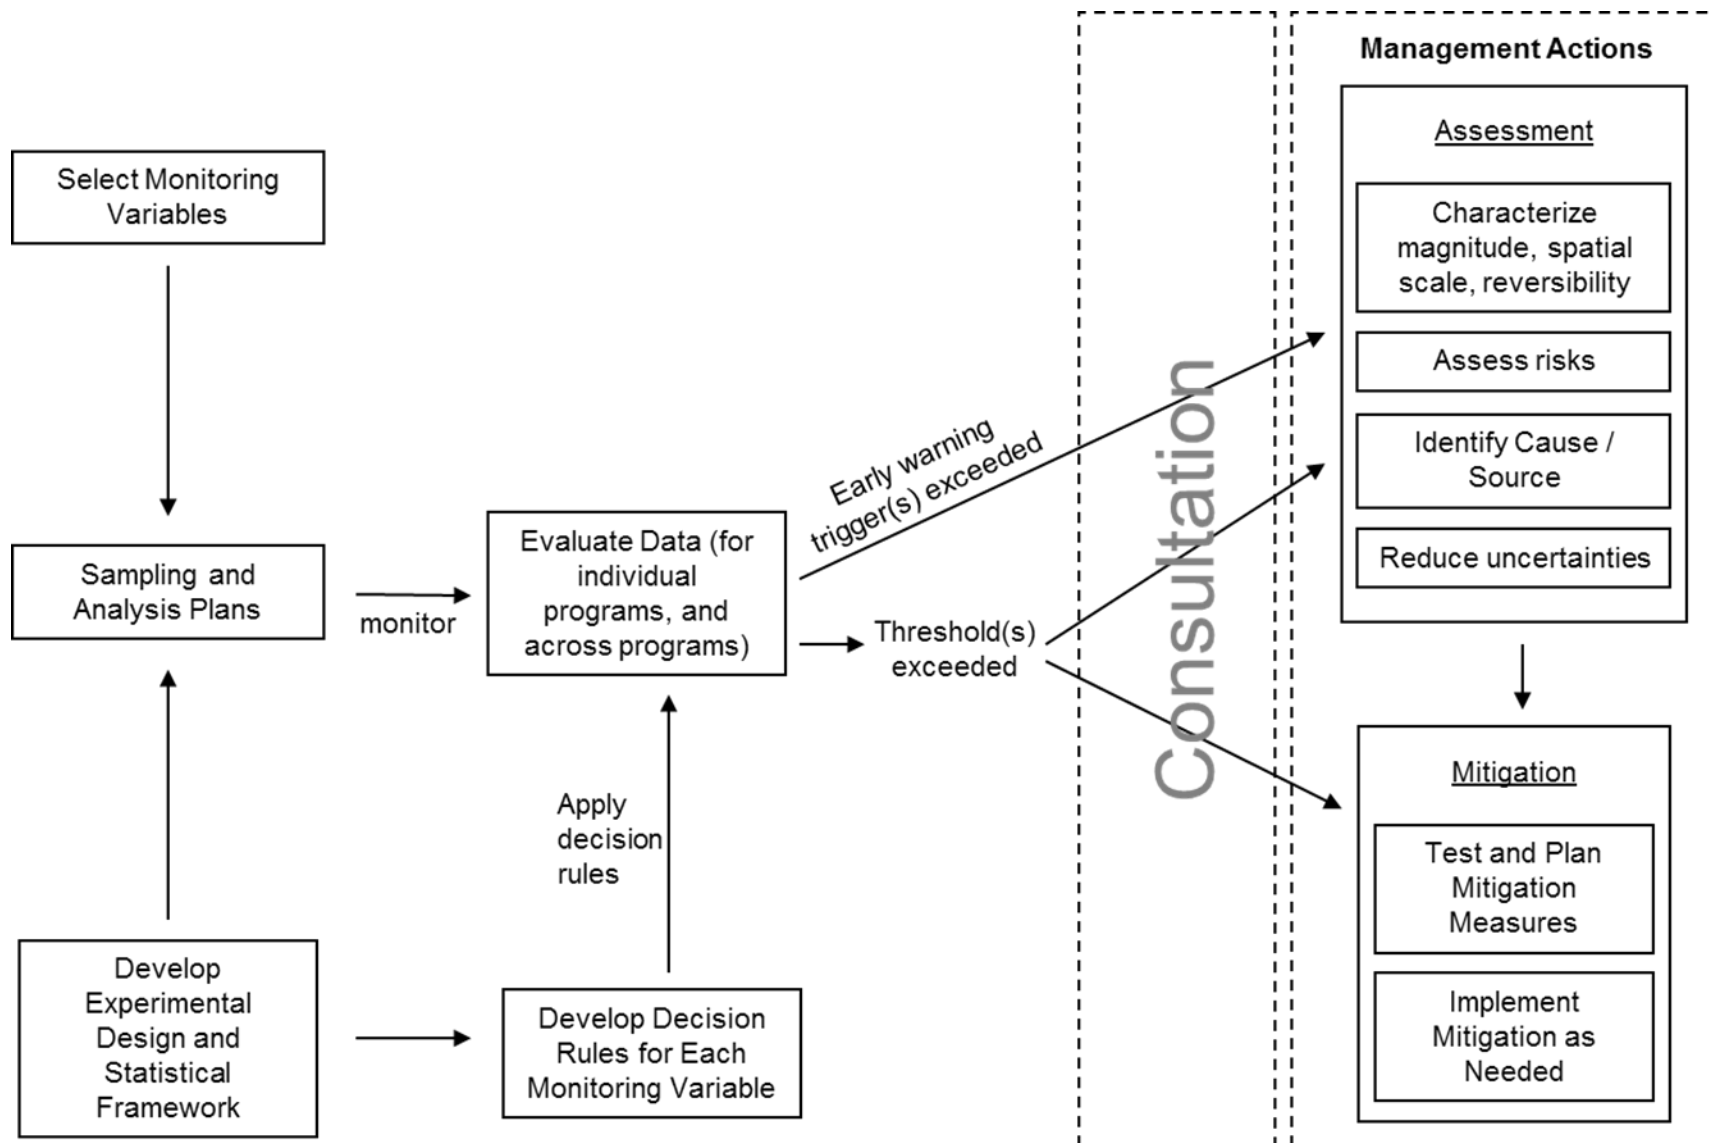 Management Actions
Assessment
Characterize
magnitude, spatial
scale, reversibility
Assess risks
Identify Cause /
Source
Reduce uncertainties
Select Monitoring
Variables
Sampling and
Analysis Plans
monitor
Evaluate Data (for
individual
programs, and
across programs)
Early warning
trigger(s) exceeded
Threshold(s)
exceeded
Consultation
Apply
decision
rules
Mitigation
Test and Plan
Mitigation
Measures
Implement
Mitigation as
Needed
Develop
Experimental
Design and
Statistical
Framework
Develop Decision
Rules for Each
Monitoring Variable